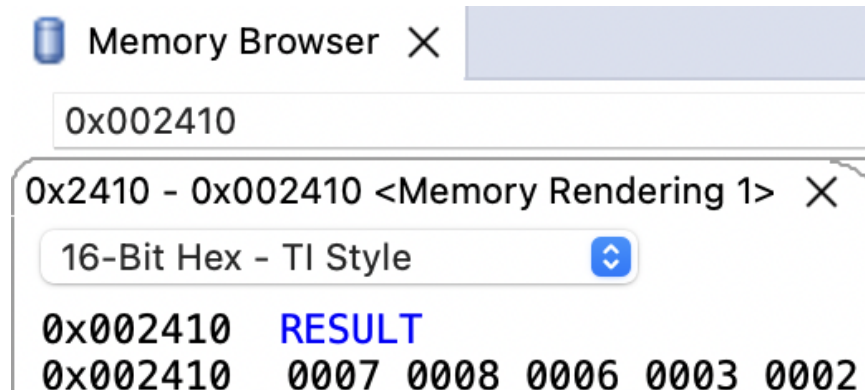 Memory Browser
0x002410
0x2410 - 0x002410 <Memory Rendering 1>
16-Bit Hex - TI Style
0x002410 RESULT
0x002410 0007 0008 0006 0003 0002